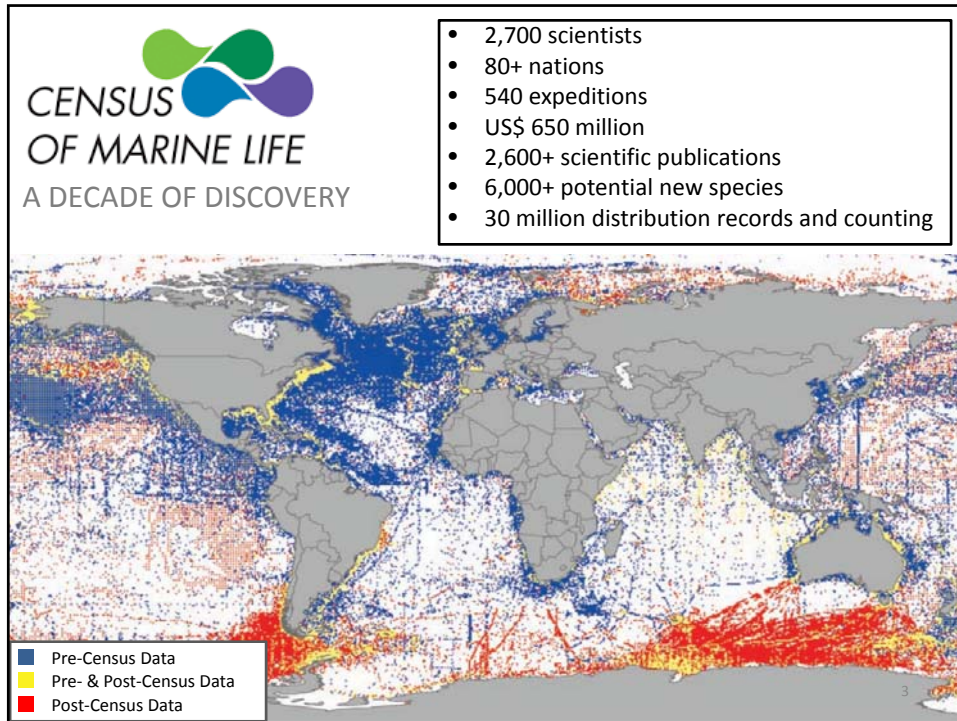 CENSUS
OF MARINE LIFE
A DECADE OF DISCOVERY
• 2,700 scientists
• 80+ nations
• 540 expeditions
• US$ 650 million
• 2,600+ scientific publications
• 6,000+ potential new species
• 30 million distribution records and counting
Pre-Census Data
Pre- & Post-Census Data
Post-Census Data
3